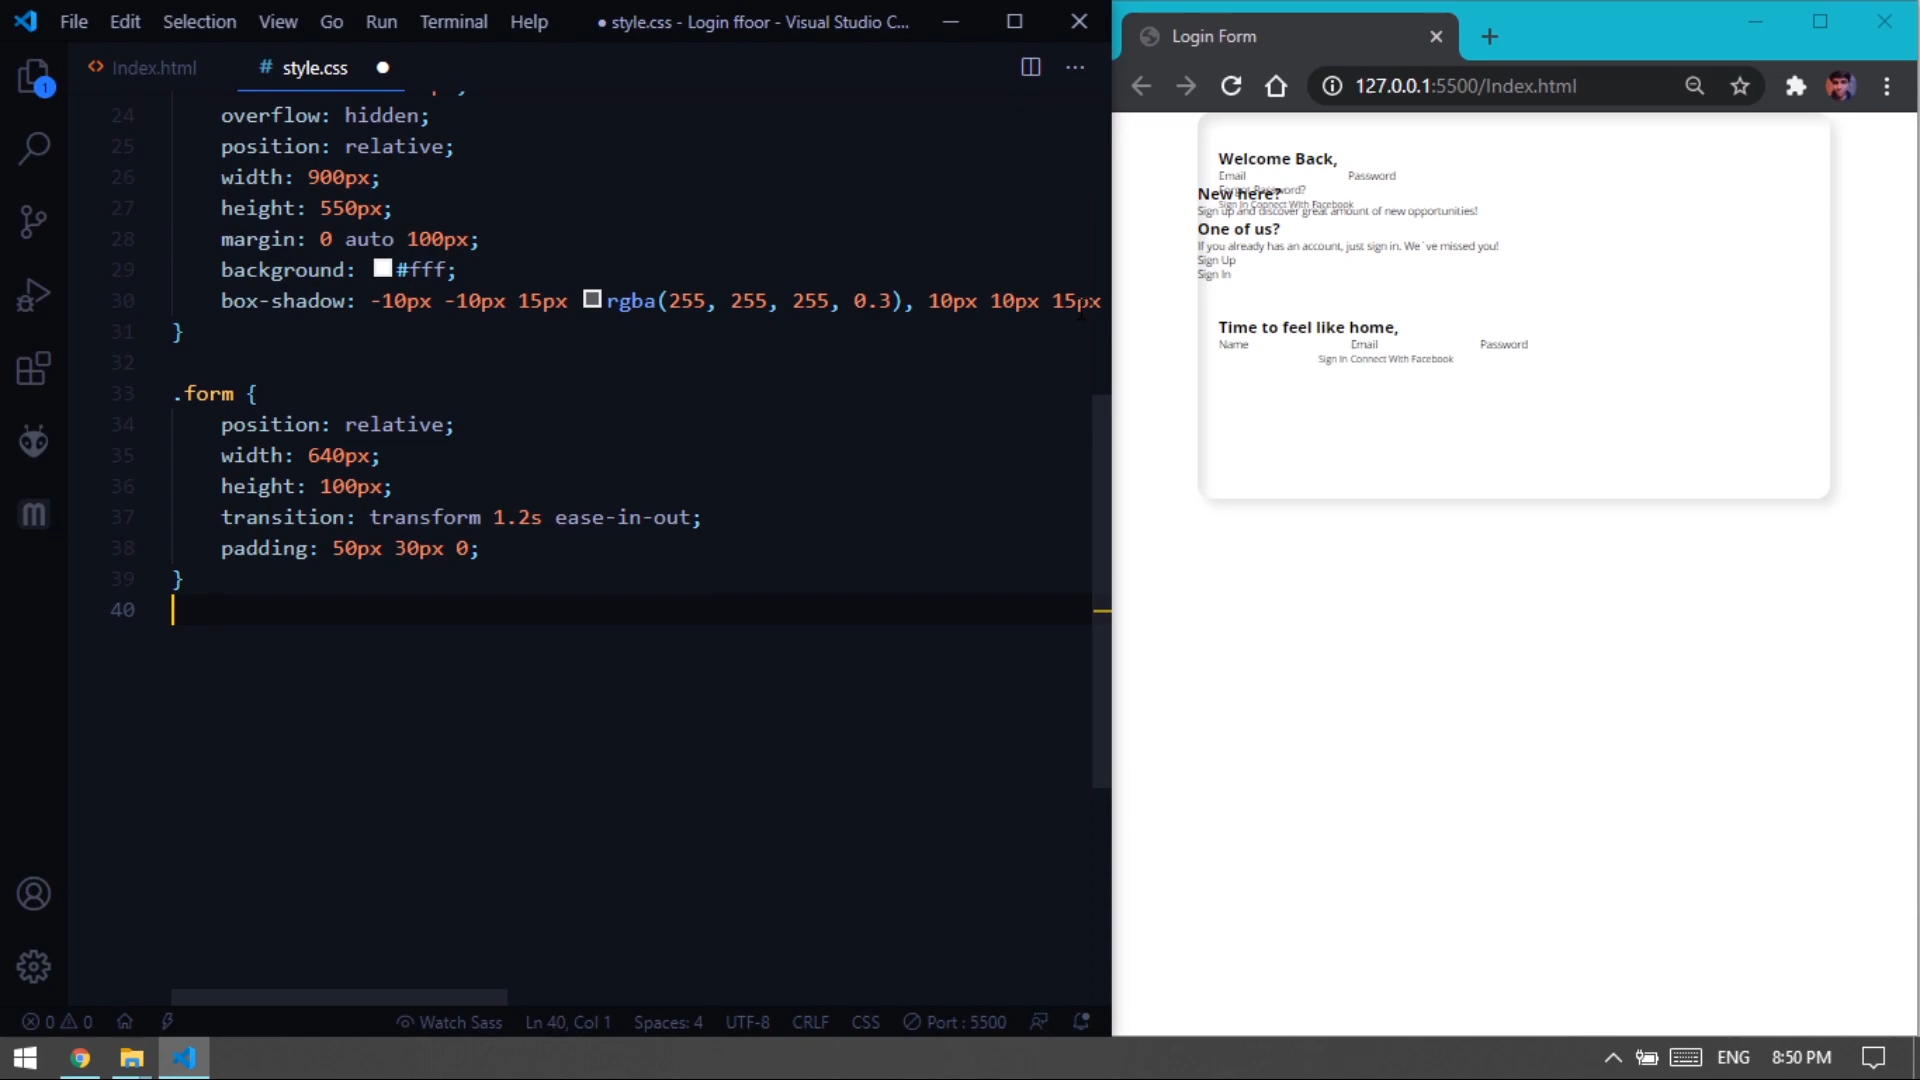 File Edit Selection View Go Run Terminal Help
● style.css - Login ffoor - Visual Studio C...
Index.html
# style.css ●
24 overflow: hidden;
25 position: relative;
26 width: 900px;
27 height: 550px;
28 margin: 0 auto 100px;
29 background: #fff;
30 box-shadow: -10px -10px 15px rgba(255, 255, 255, 0.3), 10px 10px 15px
31 }
32
33 .form {
34 position: relative;
35 width: 640px;
36 height: 100px;
37 transition: transform 1.2s ease-in-out;
38 padding: 50px 30px 0;
39 }
40
1
0 0
Watch Sass
Ln 40, Col 1
Spaces: 4
UTF-8
CRLF
CSS
Port : 5500
Login Form
127.0.0.1:5500/Index.html
Welcome Back,
Email Password
Forgot Password?
New here?
Sign In Connect With Facebook
Sign up and discover great amount of new opportunities!
One of us?
If you already has an account, just sign in. We`ve missed you!
Sign Up
Sign In
Time to feel like home,
Name Email Password
Sign In Connect With Facebook
ENG
8:50 PM